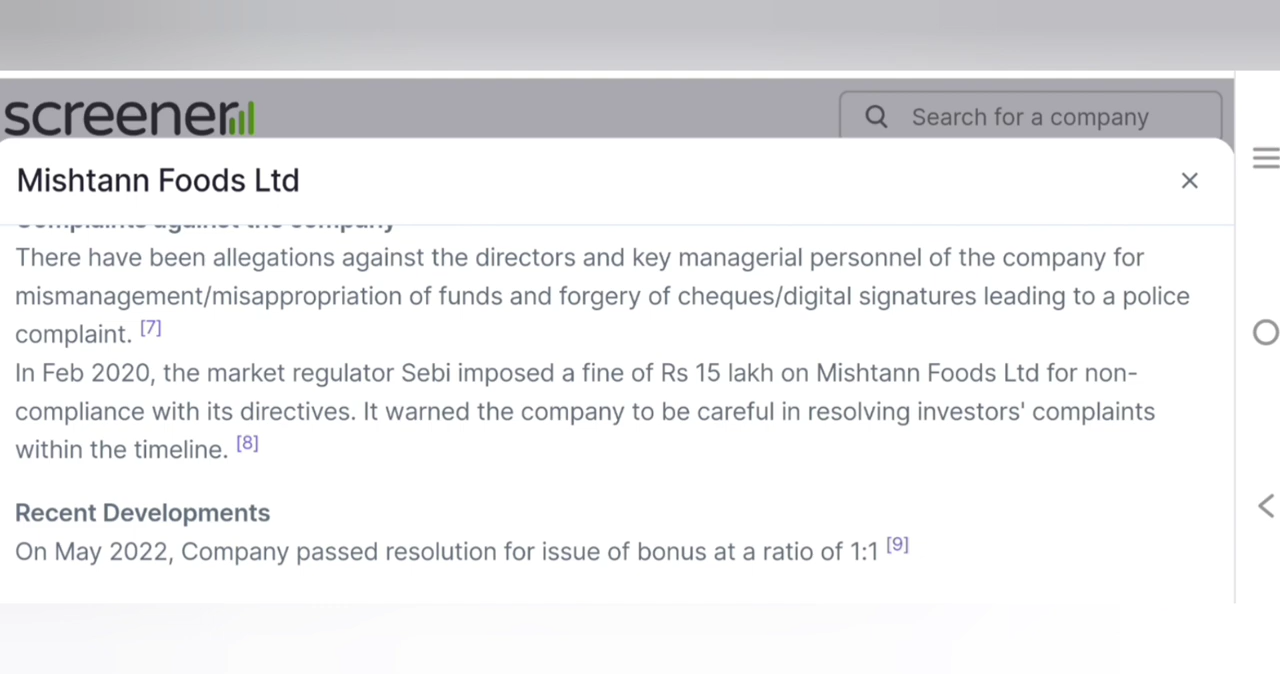 screener
Search for a company
Mishtann Foods Ltd
Complaints against the company
There have been allegations against the directors and key managerial personnel of the company for
mismanagement/misappropriation of funds and forgery of cheques/digital signatures leading to a police
complaint. [7]
In Feb 2020, the market regulator Sebi imposed a fine of Rs 15 lakh on Mishtann Foods Ltd for non-
compliance with its directives. It warned the company to be careful in resolving investors' complaints
within the timeline. [8]
Recent Developments
On May 2022, Company passed resolution for issue of bonus at a ratio of 1:1 [9]